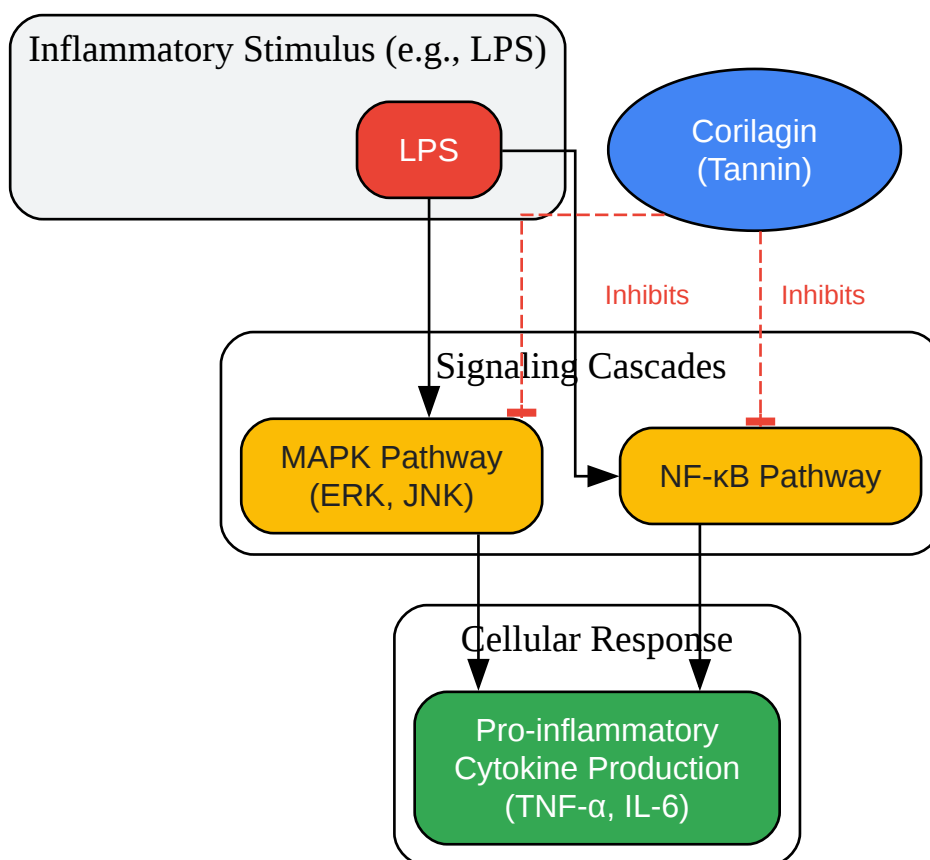 Inflammatory Stimulus (e.g., LPS)
LPS
Corilagin
(Tannin)
Inhibits
Inhibits
Signaling Cascades
MAPK Pathway
(ERK, JNK)
NF-κB Pathway
Cellular Response
Pro-inflammatory
Cytokine Production
(TNF-α, IL-6)